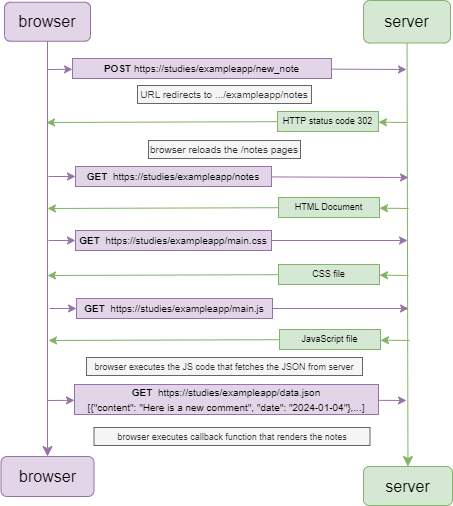 browser
server
POST https://studies/exampleapp/new_note
URL redirects to .../exampleapp/notes
HTTP status code 302
browser reloads the /notes pages
GET https://studies/exampleapp/notes
HTML Document
GET https://studies/exampleapp/main.css
CSS file
GET https://studies/exampleapp/main.js
JavaScript file
browser executes the JS code that fetches the JSON from server
GET https://studies/exampleapp/data.json
[{"content": "Here is a new comment", "date": "2024-01-04"},...]
browser executes callback function that renders the notes
browser
server